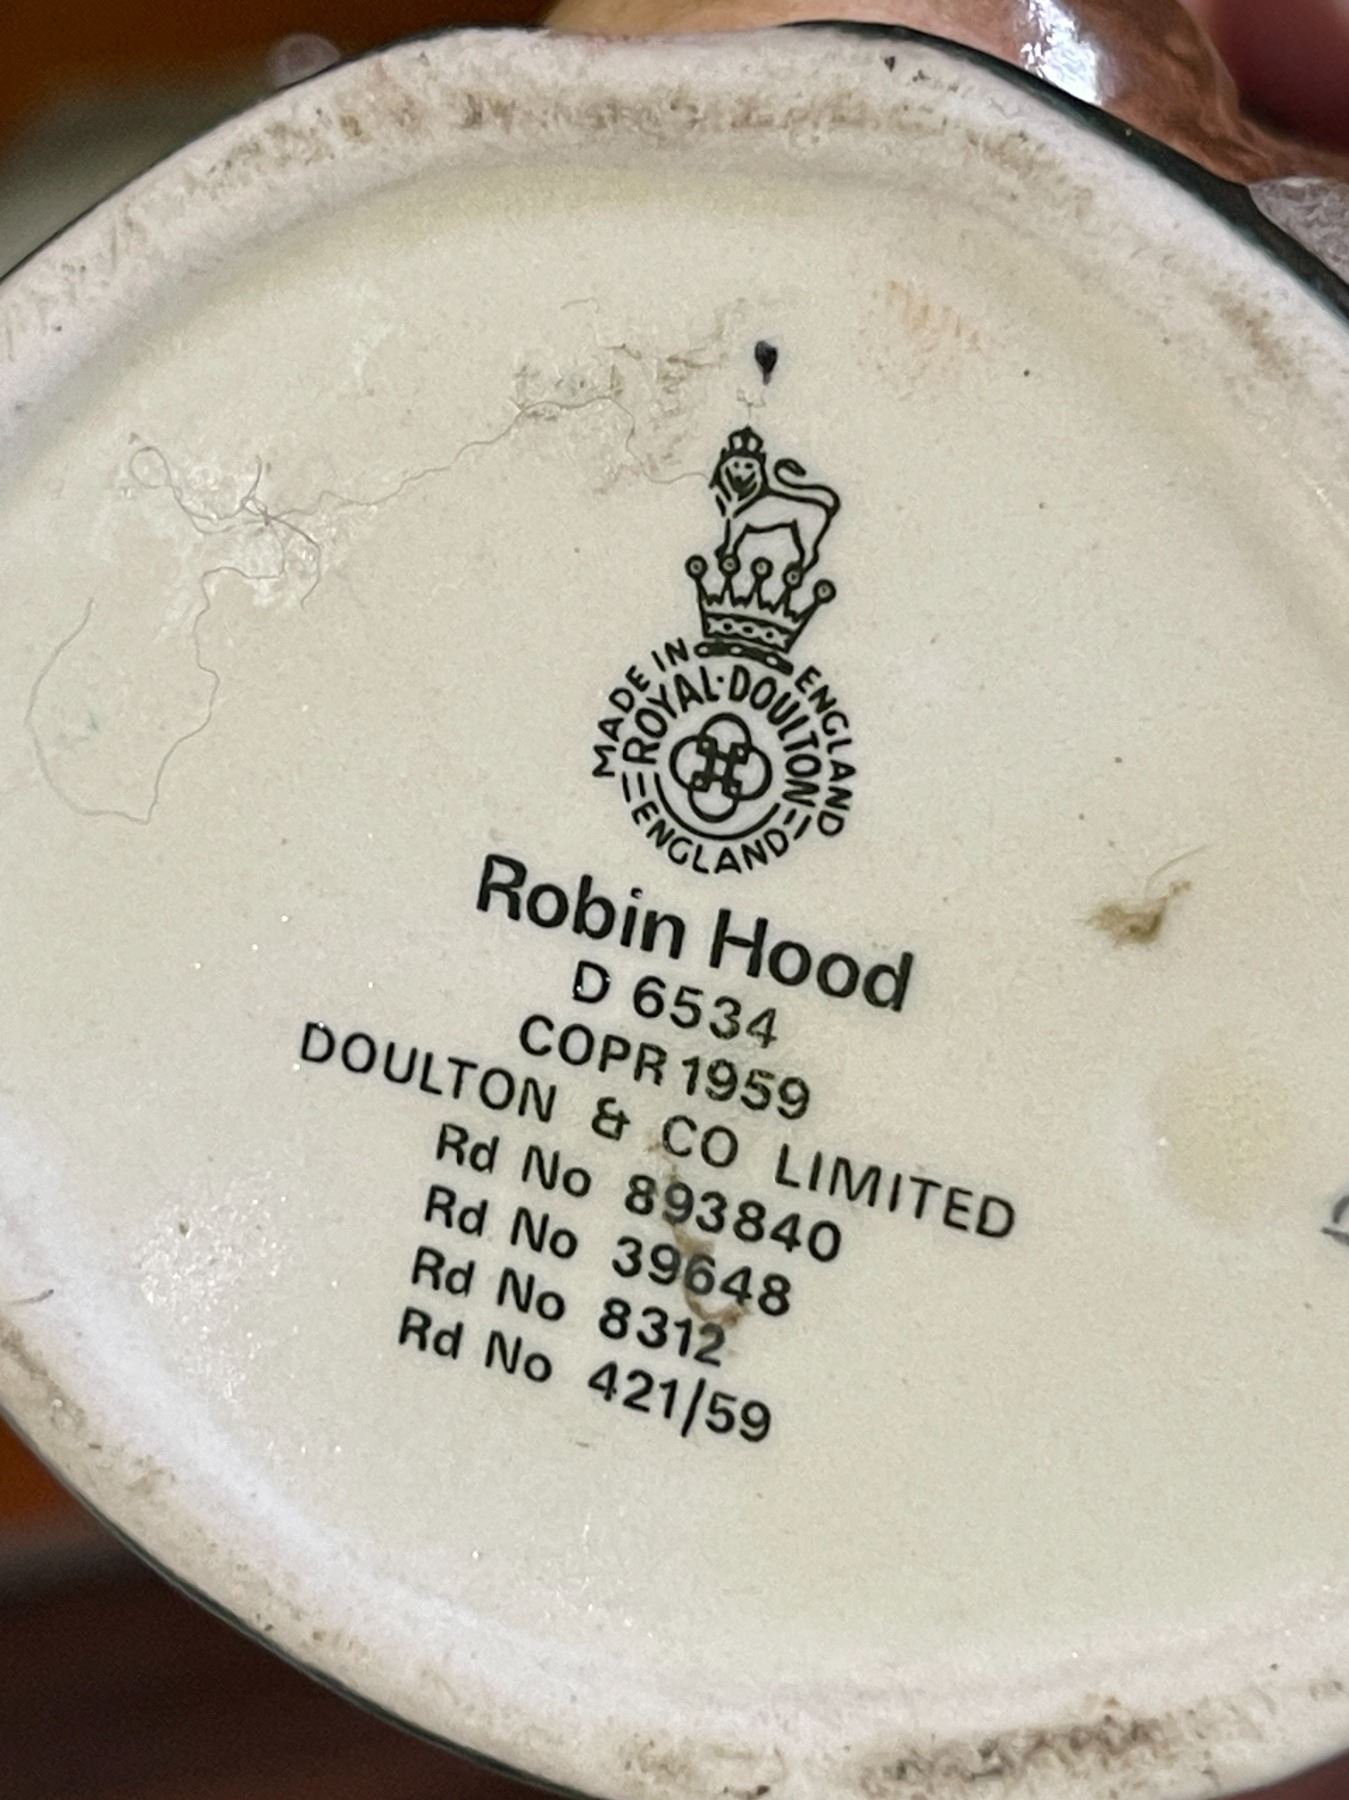 MADE IN ENGLAND
ROYAL·DOULTON
ENGLAND
Robin Hood
D 6534
COPR 1959
DOULTON & CO LIMITED
Rd No 893840
Rd No 39648
Rd No 8312
Rd No 421/59